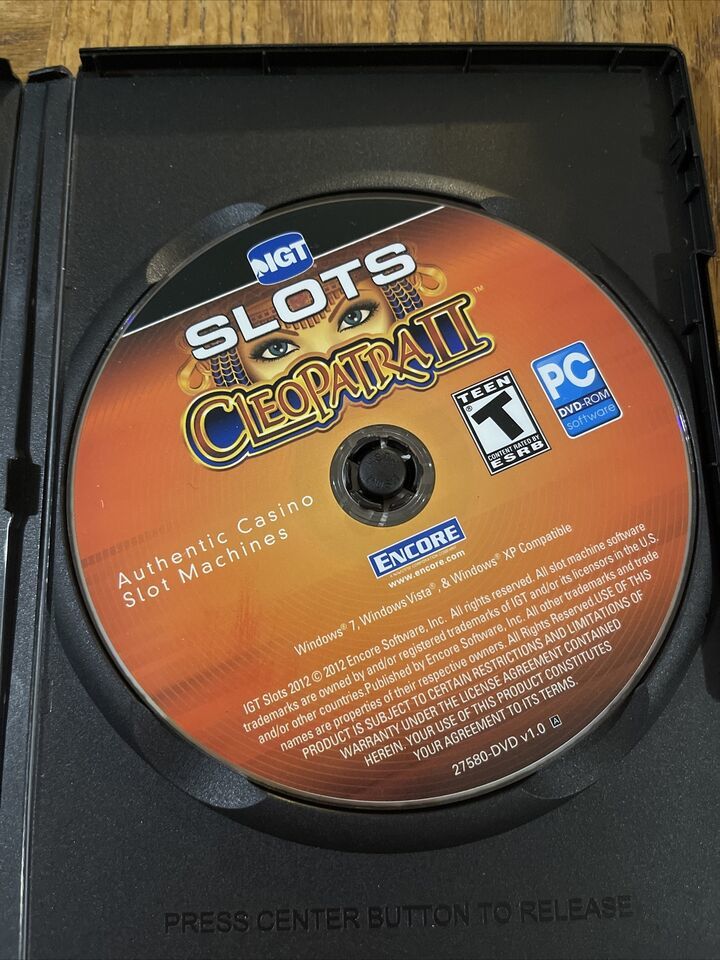 IGT
SLOTS
CLEOPATRA II™
TEEN
T
®
CONTENT RATED BY
ESRB
PC
DVD-ROM
software
Authentic Casino
Slot Machines
ENCORE
www.encore.com
Windows® 7, Windows Vista®, & Windows® XP Compatible
IGT Slots 2012 © 2012 Encore Software, Inc. All rights reserved. All slot machine software
trademarks are owned by and/or registered trademarks of IGT and/or its licensors in the U.S.
and/or other countries.Published by Encore Software, Inc. All other trademarks and trade
names are properties of their respective owners. All Rights Reserved.USE OF THIS
PRODUCT IS SUBJECT TO CERTAIN RESTRICTIONS AND LIMITATIONS OF
WARRANTY UNDER THE LICENSE AGREEMENT CONTAINED
HEREIN. YOUR USE OF THIS PRODUCT CONSTITUTES
YOUR AGREEMENT TO ITS TERMS.
27580-DVD v1.0 A
PRESS CENTER BUTTON TO RELEASE